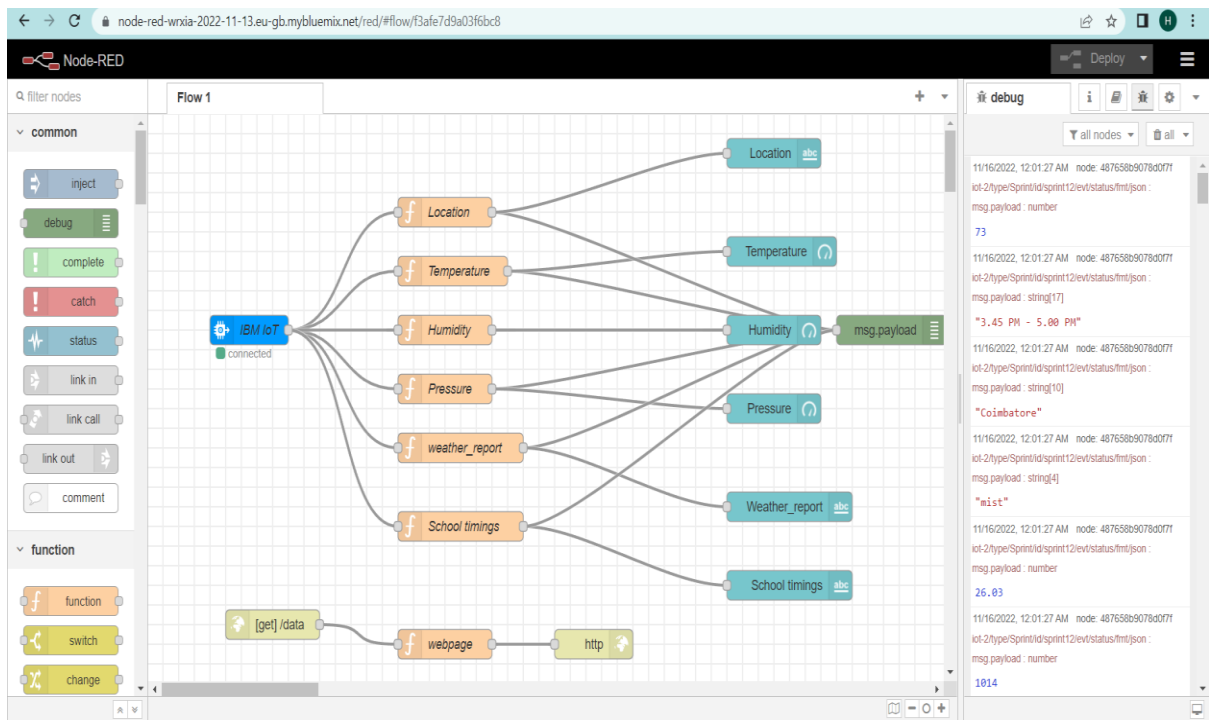 node-red-wrxia-2022-11-13.eu-gb.mybluemix.net/red/#flow/f3afe7d9a03f6bc8
H
Node-RED
Deploy
filter nodes
common
inject
debug
complete
catch
status
link in
link call
link out
comment
function
function
switch
change
Flow 1
IBM IoT
connected
Location
Temperature
Humidity
Pressure
weather_report
School timings
Location abc
Temperature
Humidity
msg.payload
Pressure
Weather_report abc
School timings abc
[get] /data
webpage
http
debug
i
all nodes
all
11/16/2022, 12:01:27 AM node: 487658b9078d0f7f
iot-2/type/Sprint/id/sprint12/evt/status/fmt/json :
msg.payload : number
73
11/16/2022, 12:01:27 AM node: 487658b9078d0f7f
iot-2/type/Sprint/id/sprint12/evt/status/fmt/json :
msg.payload : string[17]
"3.45 PM - 5.00 PM"
11/16/2022, 12:01:27 AM node: 487658b9078d0f7f
iot-2/type/Sprint/id/sprint12/evt/status/fmt/json :
msg.payload : string[10]
"Coimbatore"
11/16/2022, 12:01:27 AM node: 487658b9078d0f7f
iot-2/type/Sprint/id/sprint12/evt/status/fmt/json :
msg.payload : string[4]
"mist"
11/16/2022, 12:01:27 AM node: 487658b9078d0f7f
iot-2/type/Sprint/id/sprint12/evt/status/fmt/json :
msg.payload : number
26.03
11/16/2022, 12:01:27 AM node: 487658b9078d0f7f
iot-2/type/Sprint/id/sprint12/evt/status/fmt/json :
msg.payload : number
1014